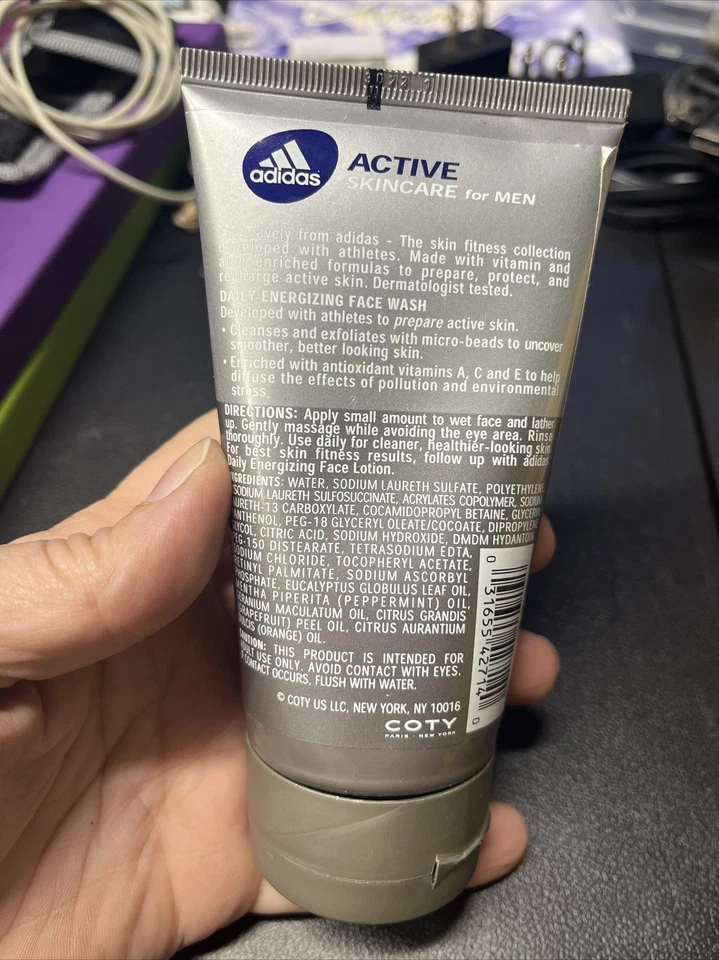 adidas
ACTIVE
SKINCARE for MEN
from adidas - The skin fitness collection
with athletes. Made with vitamin and
enriched formulas to prepare, protect, and
recharge active skin. Dermatologist tested.
DAILY ENERGIZING FACE WASH
Developed with athletes to prepare active skin.
• Cleanses and exfoliates with micro-beads to uncover
smoother, better looking skin.
• Enriched with antioxidant vitamins A, C and E to help
diffuse the effects of pollution and environmental
stress.
DIRECTIONS: Apply small amount to wet face and lather
up. Gently massage while avoiding the eye area. Rinse
thoroughly. Use daily for cleaner, healthier-looking skin.
For best skin fitness results, follow up with adidas
Daily Energizing Face Lotion.
INGREDIENTS: WATER, SODIUM LAURETH SULFATE, POLYETHYLENE,
SODIUM LAURETH SULFOSUCCINATE, ACRYLATES COPOLYMER, SODIUM
LAURETH-13 CARBOXYLATE, COCAMIDOPROPYL BETAINE, GLYCERIN,
PANTHENOL, PEG-18 GLYCERYL OLEATE/COCOATE, DIPROPYLENE
GLYCOL, CITRIC ACID, SODIUM HYDROXIDE, DMDM HYDANTOIN,
PEG-150 DISTEARATE, TETRASODIUM EDTA,
SODIUM CHLORIDE, TOCOPHERYL ACETATE,
RETINYL PALMITATE, SODIUM ASCORBYL
PHOSPHATE, EUCALYPTUS GLOBULUS LEAF OIL,
MENTHA PIPERITA (PEPPERMINT) OIL,
GERANIUM MACULATUM OIL, CITRUS GRANDIS
(GRAPEFRUIT) PEEL OIL, CITRUS AURANTIUM
DULCIS (ORANGE) OIL.
CAUTION: THIS PRODUCT IS INTENDED FOR
ADULT USE ONLY. AVOID CONTACT WITH EYES.
IF CONTACT OCCURS, FLUSH WITH WATER.
© COTY US LLC, NEW YORK, NY 10016
COTY
PARIS · NEW YORK
0 31655 42714 0